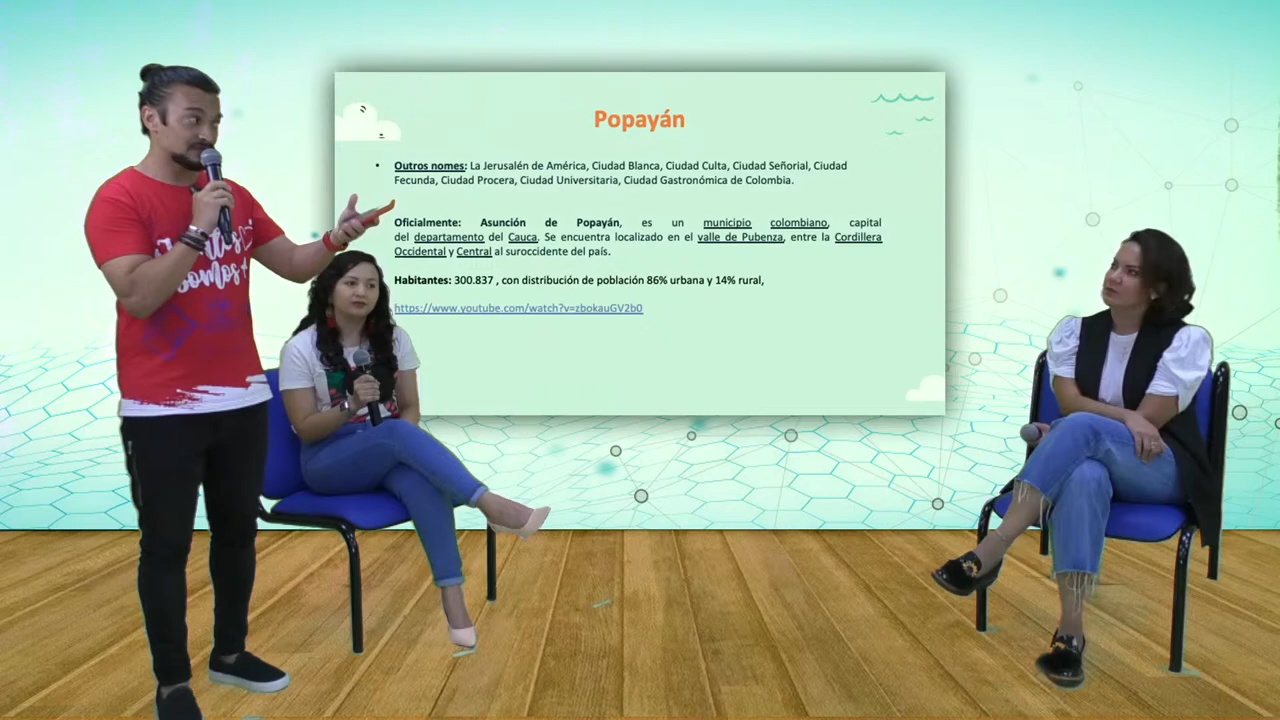 Popayán
• Outros nomes: La Jerusalén de América, Ciudad Blanca, Ciudad Culta, Ciudad Señorial, Ciudad
Fecunda, Ciudad Procera, Ciudad Universitaria, Ciudad Gastronómica de Colombia.
Oficialmente: Asunción de Popayán, es un municipio colombiano, capital
del departamento del Cauca. Se encuentra localizado en el valle de Pubenza, entre la Cordillera
Occidental y Central al suroccidente del país.
Habitantes: 300.837 , con distribución de población 86% urbana y 14% rural,
https://www.youtube.com/watch?v=zbokauGV2b0
Juntos
somos +